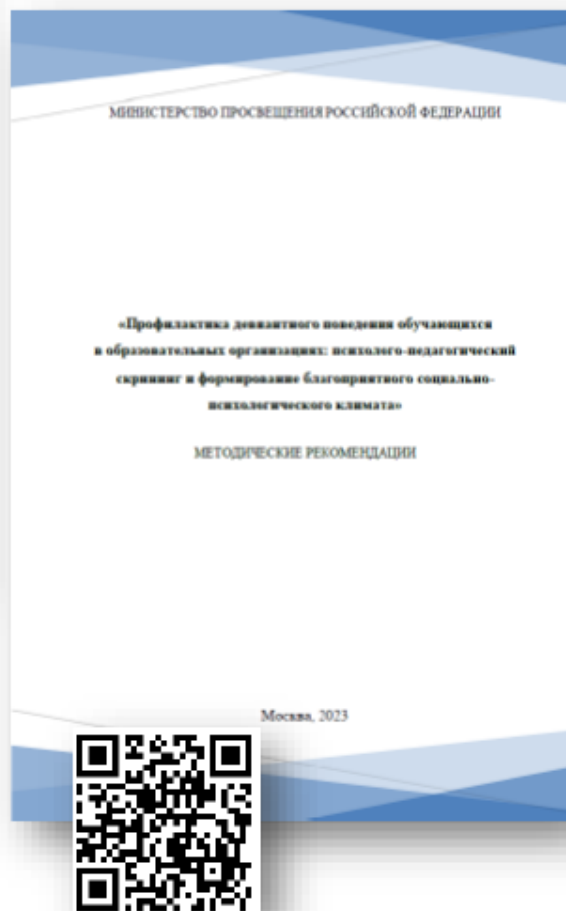 МИНИСТЕРСТВО ПРОСВЕЩЕНИЯ РОССИЙСКОЙ ФЕДЕРАЦИИ
«Профилактика девиантного поведения обучающихся
в образовательных организациях: психолого-педагогический
скрининг и формирование благоприятного социально-
психологического климата»
МЕТОДИЧЕСКИЕ РЕКОМЕНДАЦИИ
Москва, 2023